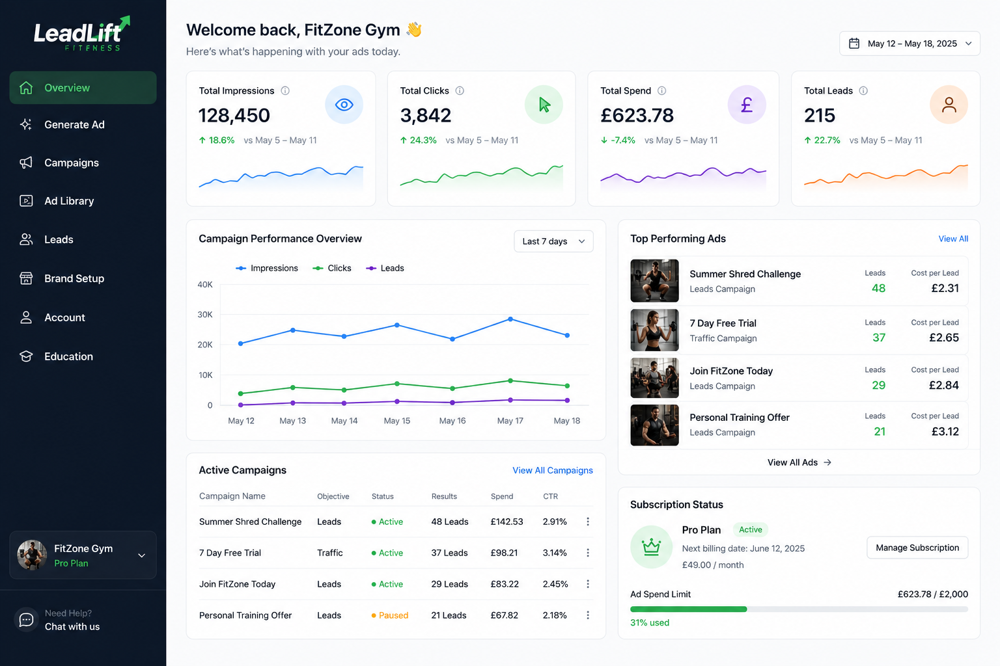 LeadLift
FITFNESS
Overview
Generate Ad
Campaigns
Ad Library
Leads
Brand Setup
Account
Education
FitZone Gym
Pro Plan
Need Help?
Chat with us
Welcome back, FitZone Gym 👋
Here's what's happening with your ads today.
May 12 – May 18, 2025
Total Impressions
128,450
↑ 18.6% vs May 5 – May 11
Total Clicks
3,842
↑ 24.3% vs May 5 – May 11
Total Spend
£623.78
↓ -7.4% vs May 5 – May 11
£
Total Leads
215
↑ 22.7% vs May 5 – May 11
Campaign Performance Overview
Last 7 days
Impressions Clicks Leads
40K
30K
20K
10K
0
May 12 May 13 May 14 May 15 May 16 May 17 May 18
Top Performing Ads
View All
Summer Shred Challenge
Leads Campaign
Leads
48
Cost per Lead
£2.31
7 Day Free Trial
Traffic Campaign
Leads
37
Cost per Lead
£2.65
Join FitZone Today
Leads Campaign
Leads
29
Cost per Lead
£2.84
Personal Training Offer
Leads Campaign
Leads
21
Cost per Lead
£3.12
View All Ads →
Active Campaigns
View All Campaigns
Campaign Name Objective Status Results Spend CTR
Summer Shred Challenge Leads Active 48 Leads £142.53 2.91%
7 Day Free Trial Traffic Active 37 Leads £98.21 3.14%
Join FitZone Today Leads Active 29 Leads £83.22 2.45%
Personal Training Offer Leads Paused 21 Leads £67.82 2.18%
Subscription Status
Pro Plan Active
Next billing date: June 12, 2025
£49.00 / month
Manage Subscription
Ad Spend Limit £623.78 / £2,000
31% used